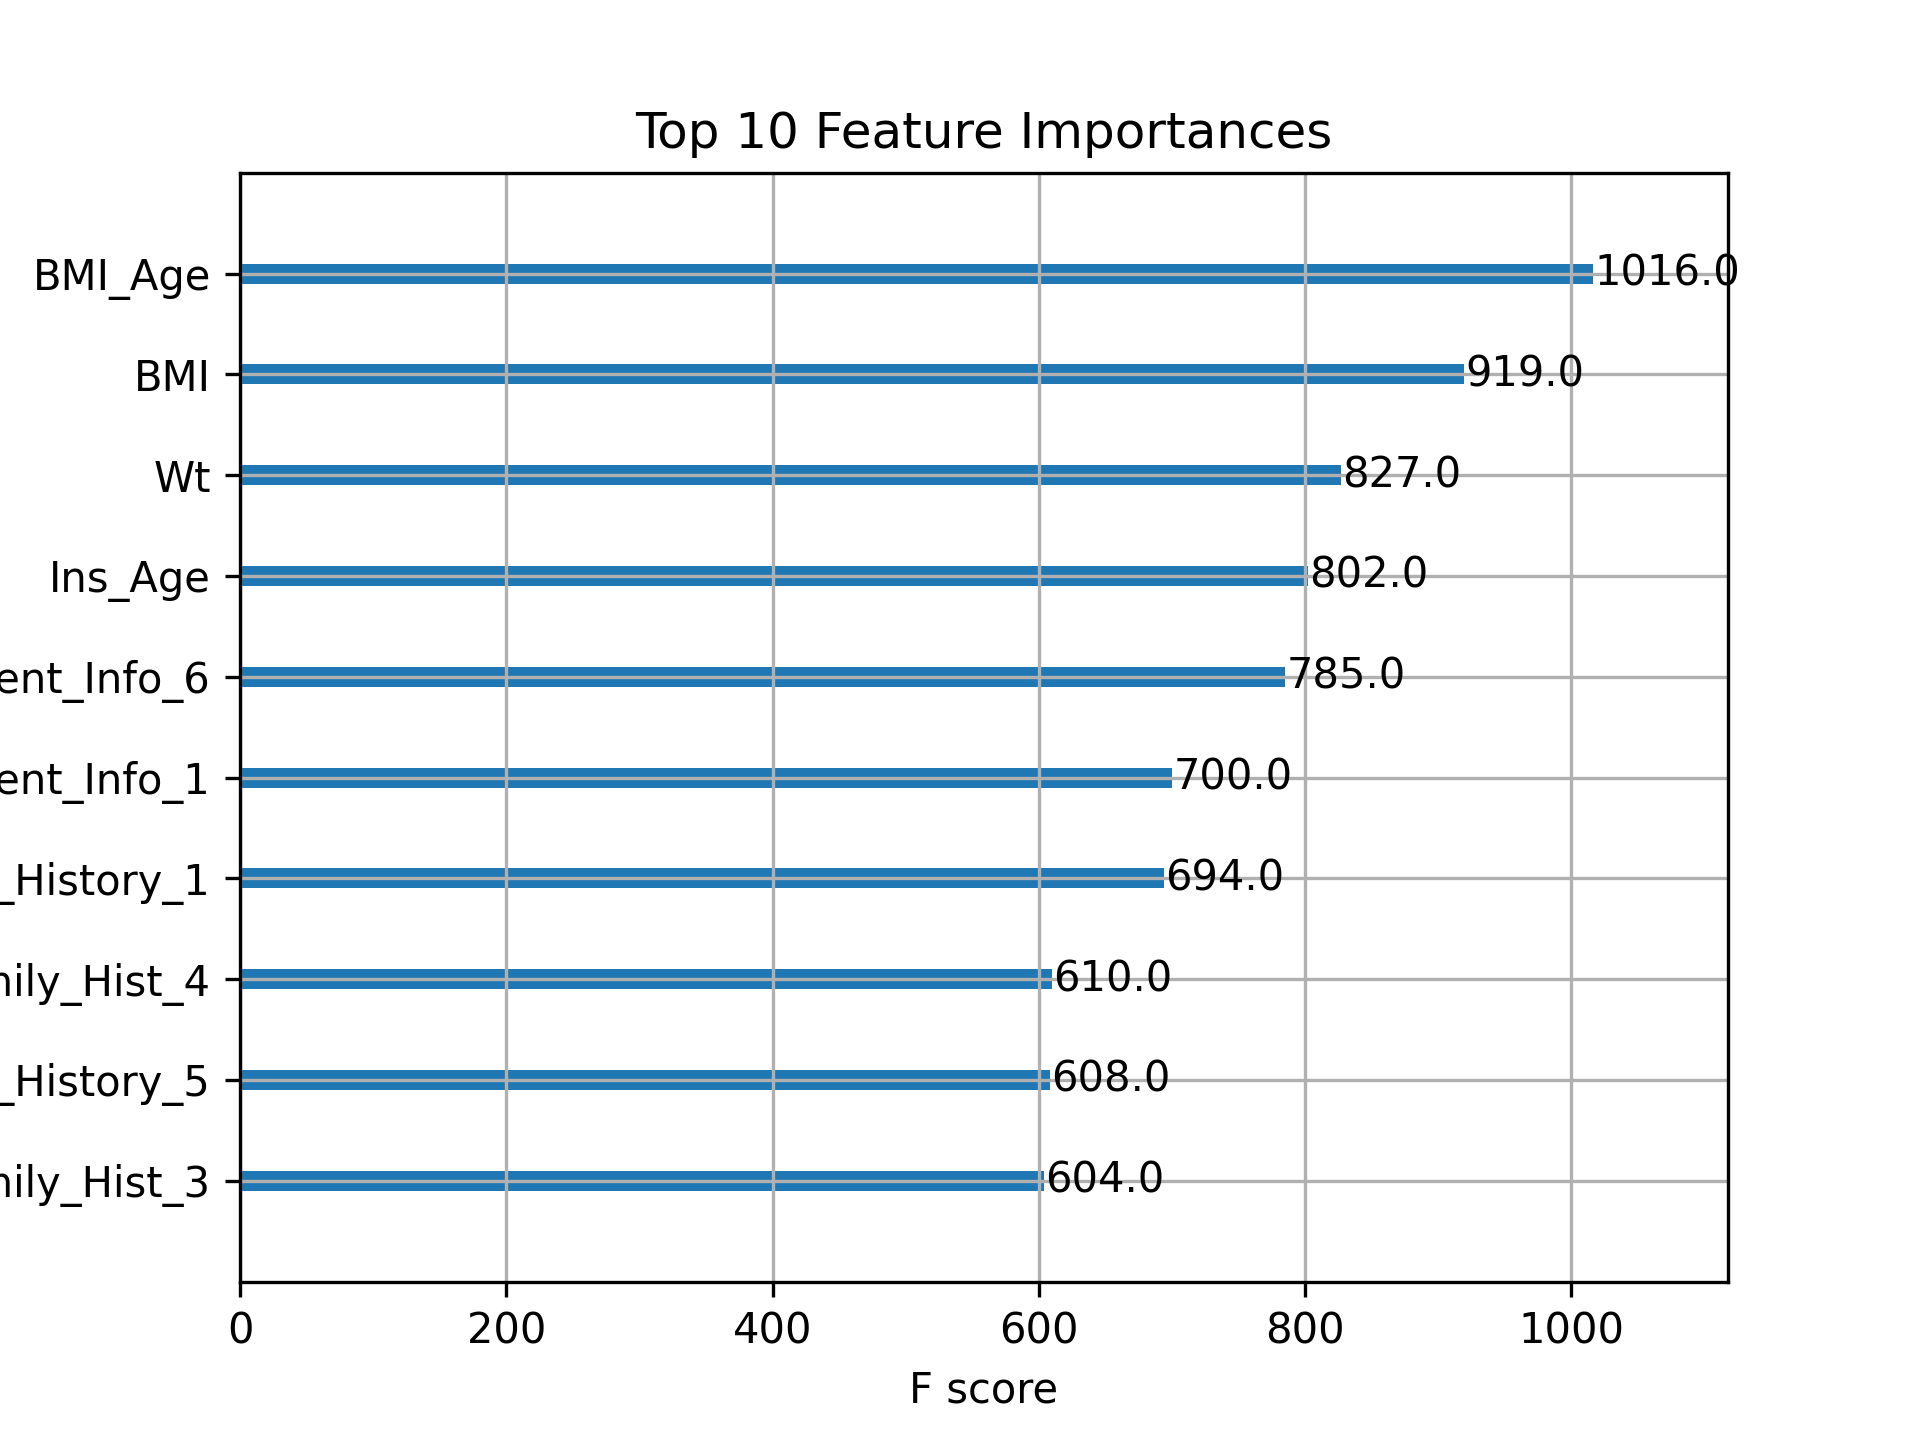 Top 10 Feature Importances
BMI_Age 1016.0
BMI 919.0
Wt 827.0
Ins_Age 802.0
ent_Info_6 785.0
ent_Info_1 700.0
_History_1 694.0
ily_Hist_4 610.0
_History_5 608.0
ily_Hist_3 604.0
0 200 400 600 800 1000
F score